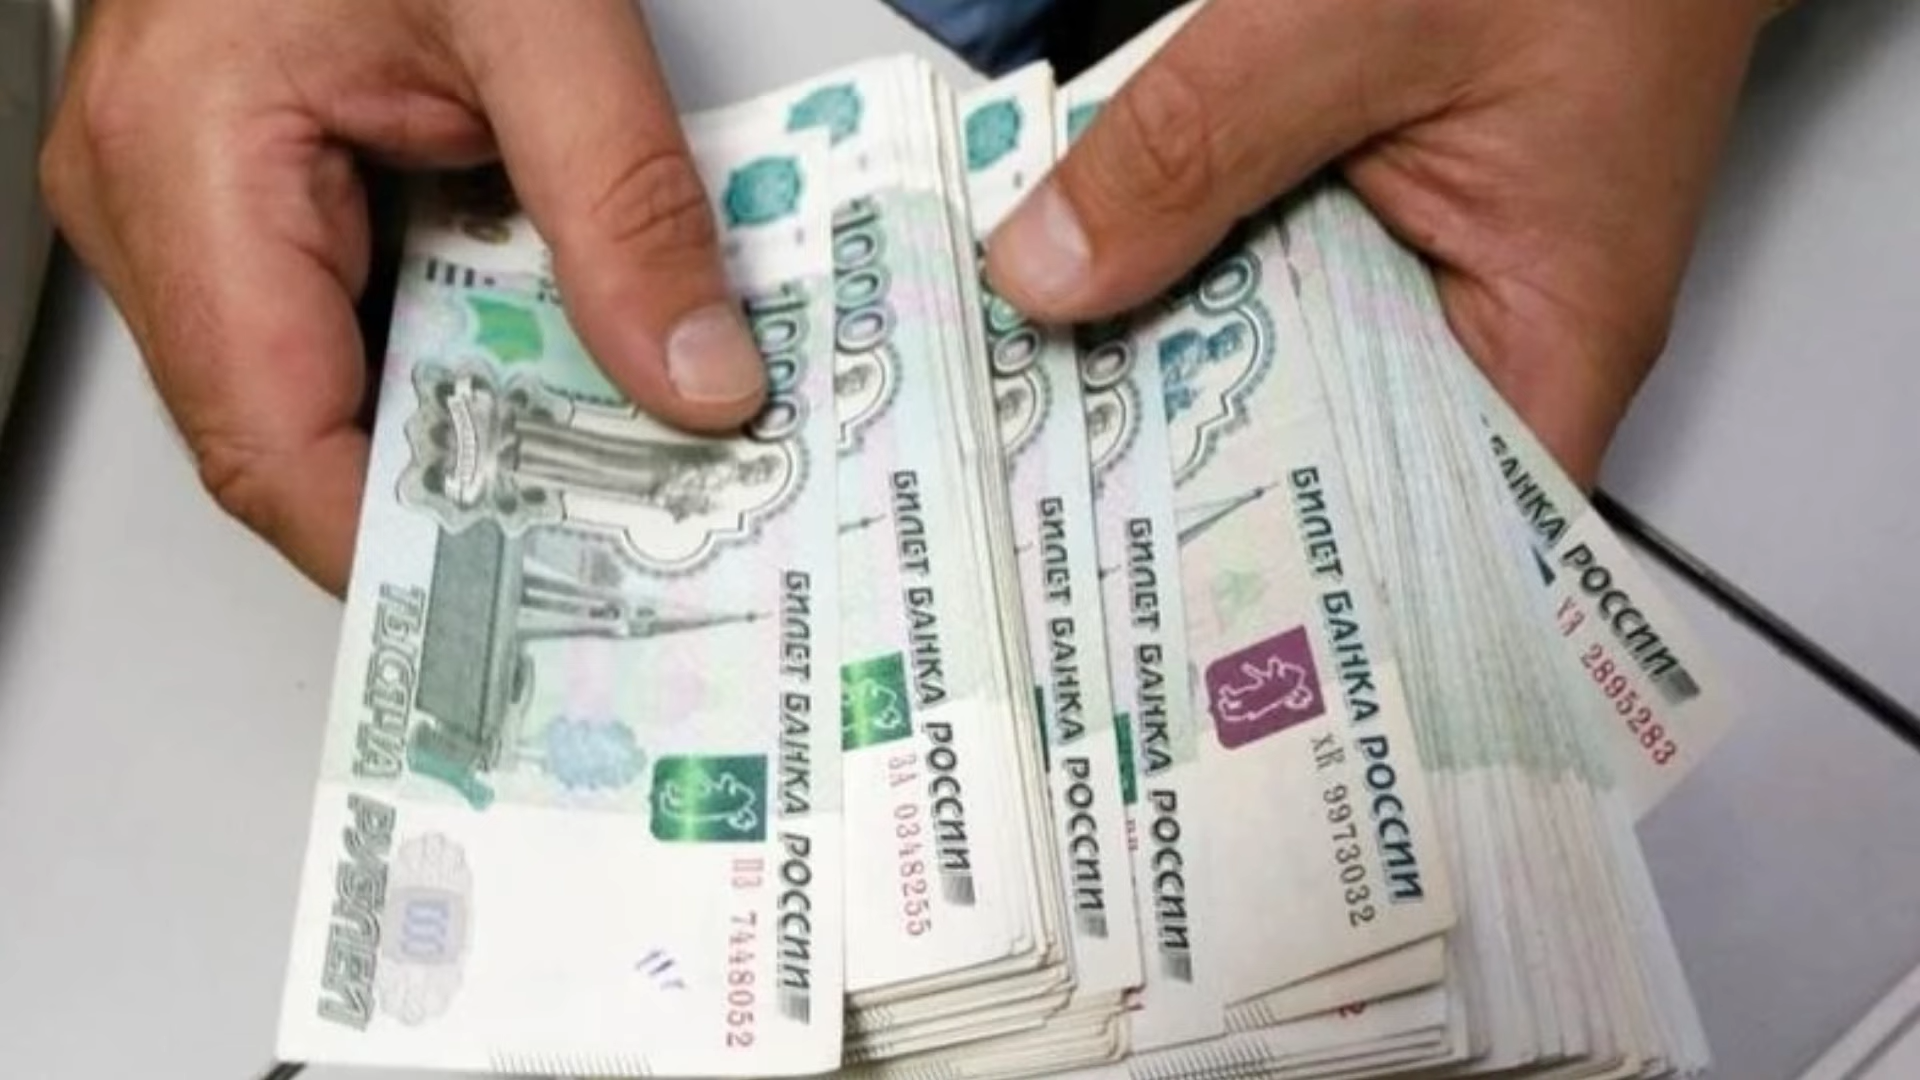 1000
ТЫСЯЧА РУБЛЕЙ
БИЛЕТ БАНКА РОССИИ
ПЗ 7448052
1000
БИЛЕТ БАНКА РОССИИ
ЗА 0348255
БИЛЕТ БАНКА РОССИИ
БИЛЕТ БАНКА РОССИИ
БИЛЕТ БАНКА РОССИИ
хК 9973032
БАНКА РОССИИ
2895283